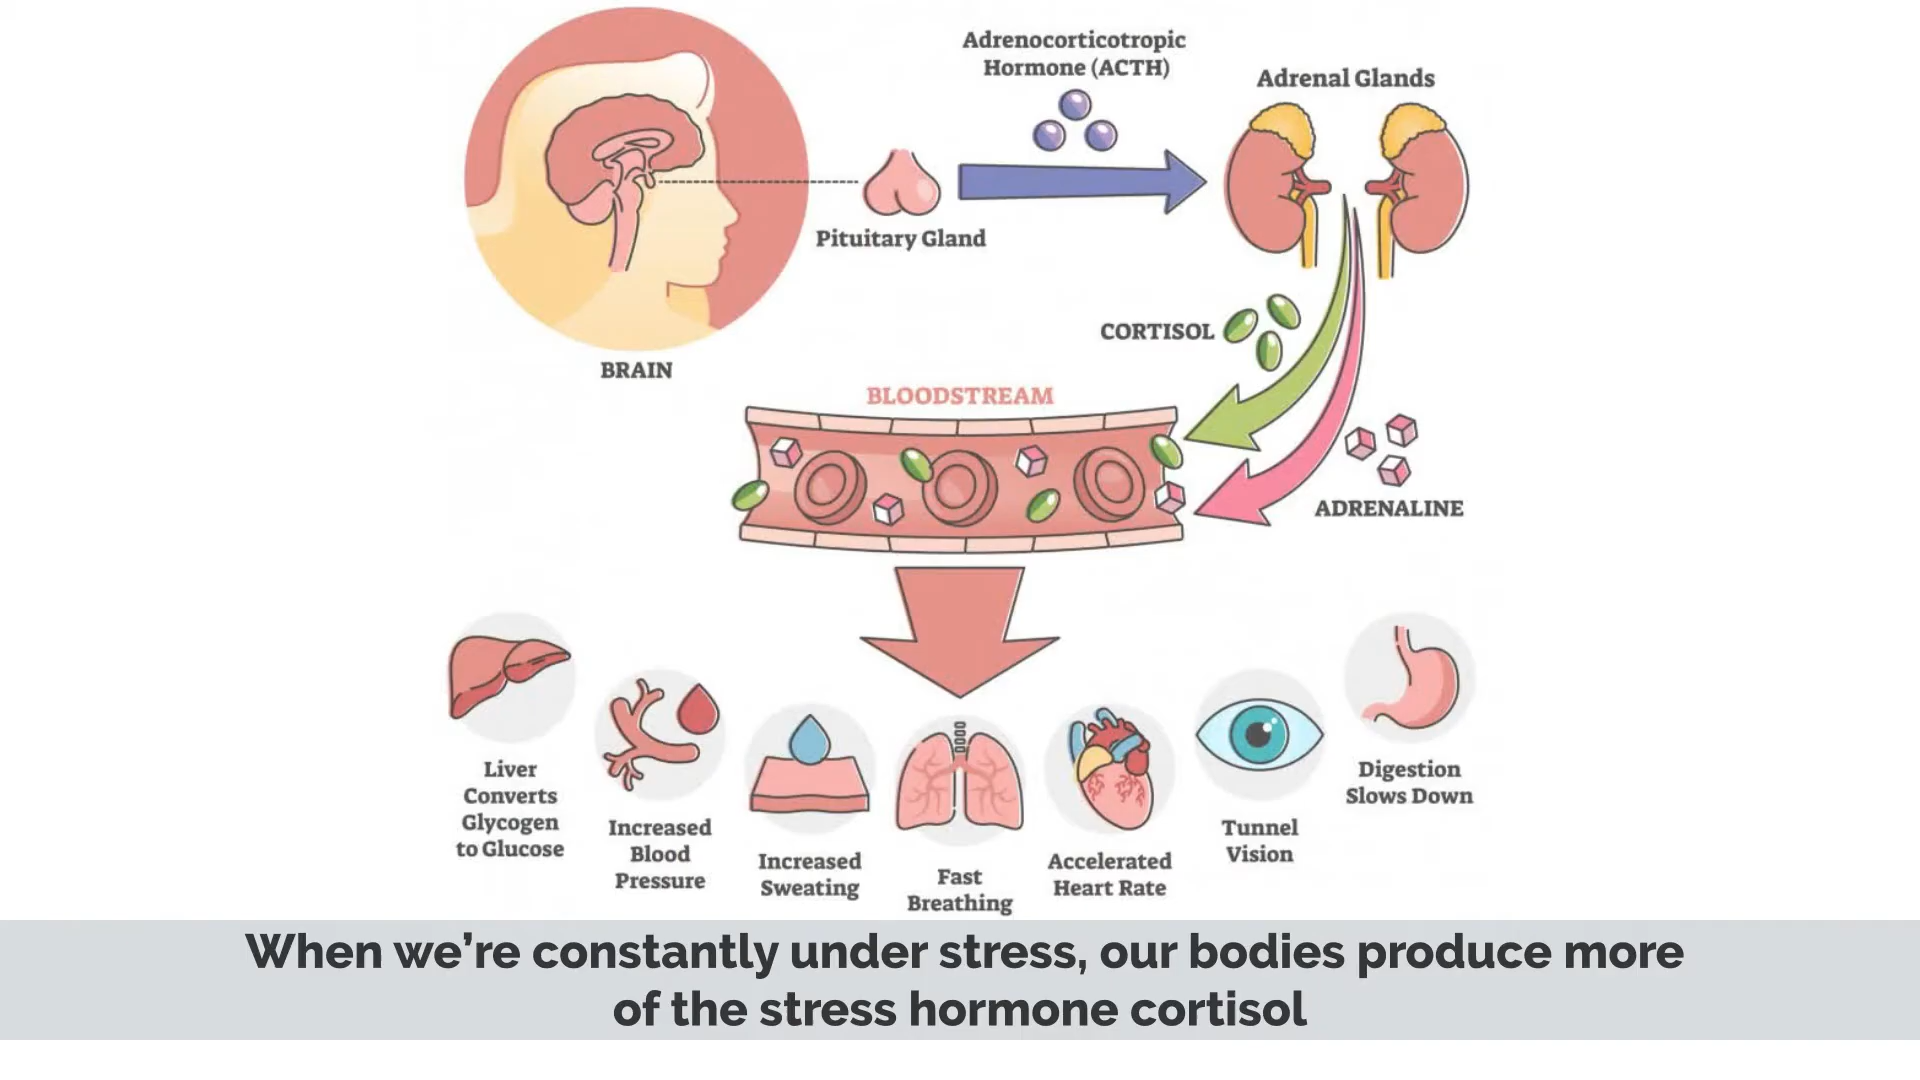 Adrenocorticotropic
Hormone (ACTH)
Adrenal Glands
Pituitary Gland
BRAIN
CORTISOL
BLOODSTREAM
ADRENALINE
Liver
Converts
Glycogen
to Glucose
Increased
Blood
Pressure
Increased
Sweating
Fast
Breathing
Accelerated
Heart Rate
Tunnel
Vision
Digestion
Slows Down
When we’re constantly under stress, our bodies produce more
of the stress hormone cortisol